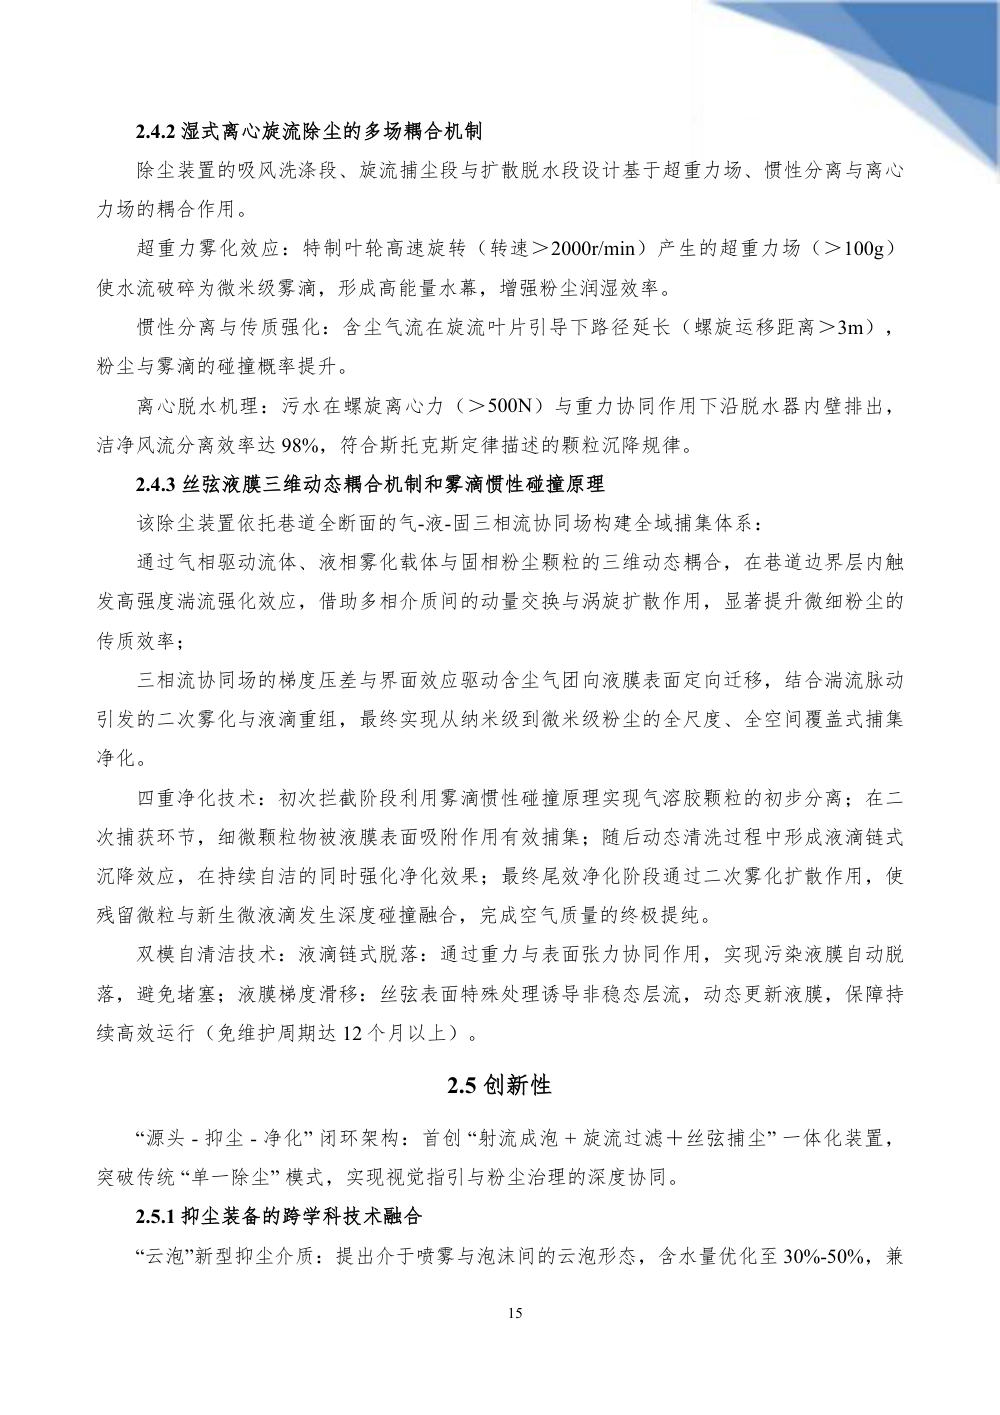 2.4.2 湿式离心旋流除尘的多场耦合机制
除尘装置的吸风洗涤段、旋流捕尘段与扩散脱水段设计基于超重力场、惯性分离与离心
力场的耦合作用。
超重力雾化效应：特制叶轮高速旋转（转速＞2000r/min）产生的超重力场（＞100g）
使水流破碎为微米级雾滴，形成高能量水幕，增强粉尘润湿效率。
惯性分离与传质强化：含尘气流在旋流叶片引导下路径延长（螺旋运移距离＞3m），
粉尘与雾滴的碰撞概率提升。
离心脱水机理：污水在螺旋离心力（＞500N）与重力协同作用下沿脱水器内壁排出，
洁净风流分离效率达 98%，符合斯托克斯定律描述的颗粒沉降规律。
2.4.3 丝弦液膜三维动态耦合机制和雾滴惯性碰撞原理
该除尘装置依托巷道全断面的气-液-固三相流协同场构建全域捕集体系：
通过气相驱动流体、液相雾化载体与固相粉尘颗粒的三维动态耦合，在巷道边界层内触
发高强度湍流强化效应，借助多相介质间的动量交换与涡旋扩散作用，显著提升微细粉尘的
传质效率；
三相流协同场的梯度压差与界面效应驱动含尘气团向液膜表面定向迁移，结合湍流脉动
引发的二次雾化与液滴重组，最终实现从纳米级到微米级粉尘的全尺度、全空间覆盖式捕集
净化。
四重净化技术：初次拦截阶段利用雾滴惯性碰撞原理实现气溶胶颗粒的初步分离；在二
次捕获环节，细微颗粒物被液膜表面吸附作用有效捕集；随后动态清洗过程中形成液滴链式
沉降效应，在持续自洁的同时强化净化效果；最终尾效净化阶段通过二次雾化扩散作用，使
残留微粒与新生微液滴发生深度碰撞融合，完成空气质量的终极提纯。
双模自清洁技术：液滴链式脱落：通过重力与表面张力协同作用，实现污染液膜自动脱
落，避免堵塞；液膜梯度滑移：丝弦表面特殊处理诱导非稳态层流，动态更新液膜，保障持
续高效运行（免维护周期达 12 个月以上）。
2.5 创新性
“源头 - 抑尘 - 净化” 闭环架构：首创 “射流成泡 + 旋流过滤＋丝弦捕尘” 一体化装置，
突破传统 “单一除尘” 模式，实现视觉指引与粉尘治理的深度协同。
2.5.1 抑尘装备的跨学科技术融合
“云泡”新型抑尘介质：提出介于喷雾与泡沫间的云泡形态，含水量优化至 30%-50%，兼
15